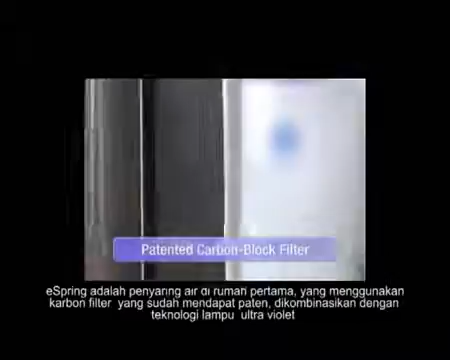 Patented Carbon-Block Filter
eSpring adalah penyaring air di rumah pertama, yang menggunakan
karbon filter yang sudah mendapat paten, dikombinasikan dengan
teknologi lampu ultra violet